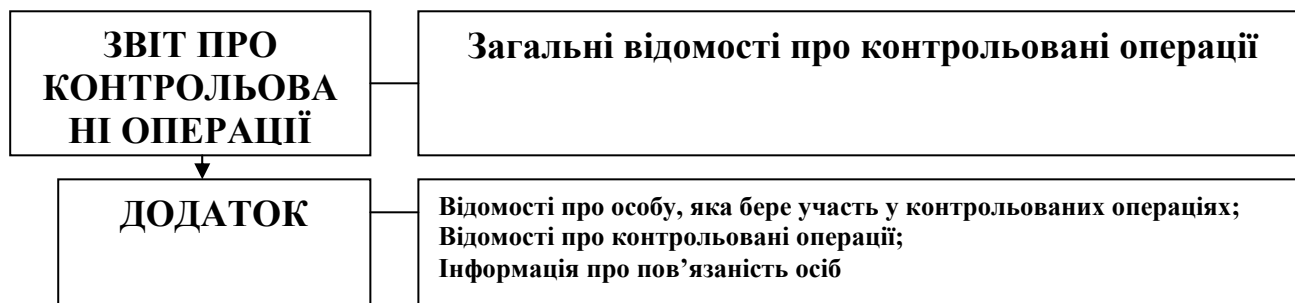 ЗВІТ ПРО
КОНТРОЛЬОВА
НІ ОПЕРАЦІЇ
Загальні відомості про контрольовані операції
ДОДАТОК
Відомості про особу, яка бере участь у контрольованих операціях;
Відомості про контрольовані операції;
Інформація про пов’язаність осіб